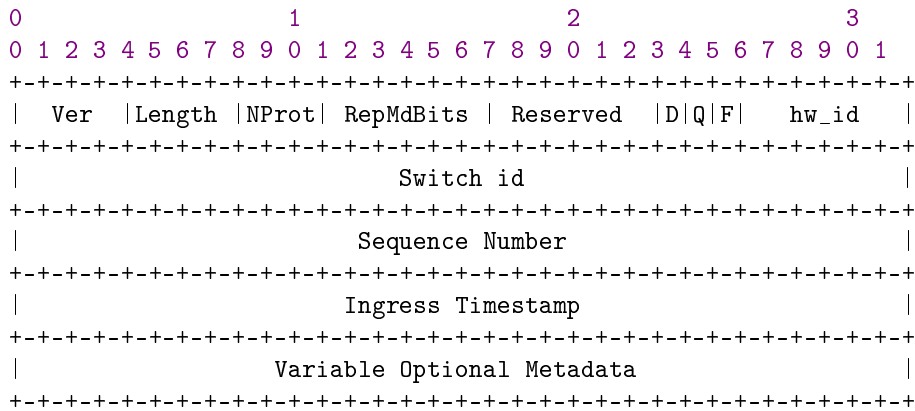 0                   1                   2                   3
0 1 2 3 4 5 6 7 8 9 0 1 2 3 4 5 6 7 8 9 0 1 2 3 4 5 6 7 8 9 0 1
+-+-+-+-+-+-+-+-+-+-+-+-+-+-+-+-+-+-+-+-+-+-+-+-+-+-+-+-+-+-+-+-+
|  Ver  |Length |NProt| RepMdBits | Reserved  |D|Q|F|   hw_id   |
+-+-+-+-+-+-+-+-+-+-+-+-+-+-+-+-+-+-+-+-+-+-+-+-+-+-+-+-+-+-+-+-+
|                           Switch id                           |
+-+-+-+-+-+-+-+-+-+-+-+-+-+-+-+-+-+-+-+-+-+-+-+-+-+-+-+-+-+-+-+-+
|                        Sequence Number                        |
+-+-+-+-+-+-+-+-+-+-+-+-+-+-+-+-+-+-+-+-+-+-+-+-+-+-+-+-+-+-+-+-+
|                       Ingress Timestamp                       |
+-+-+-+-+-+-+-+-+-+-+-+-+-+-+-+-+-+-+-+-+-+-+-+-+-+-+-+-+-+-+-+-+
|                  Variable Optional Metadata                   |
+-+-+-+-+-+-+-+-+-+-+-+-+-+-+-+-+-+-+-+-+-+-+-+-+-+-+-+-+-+-+-+-+